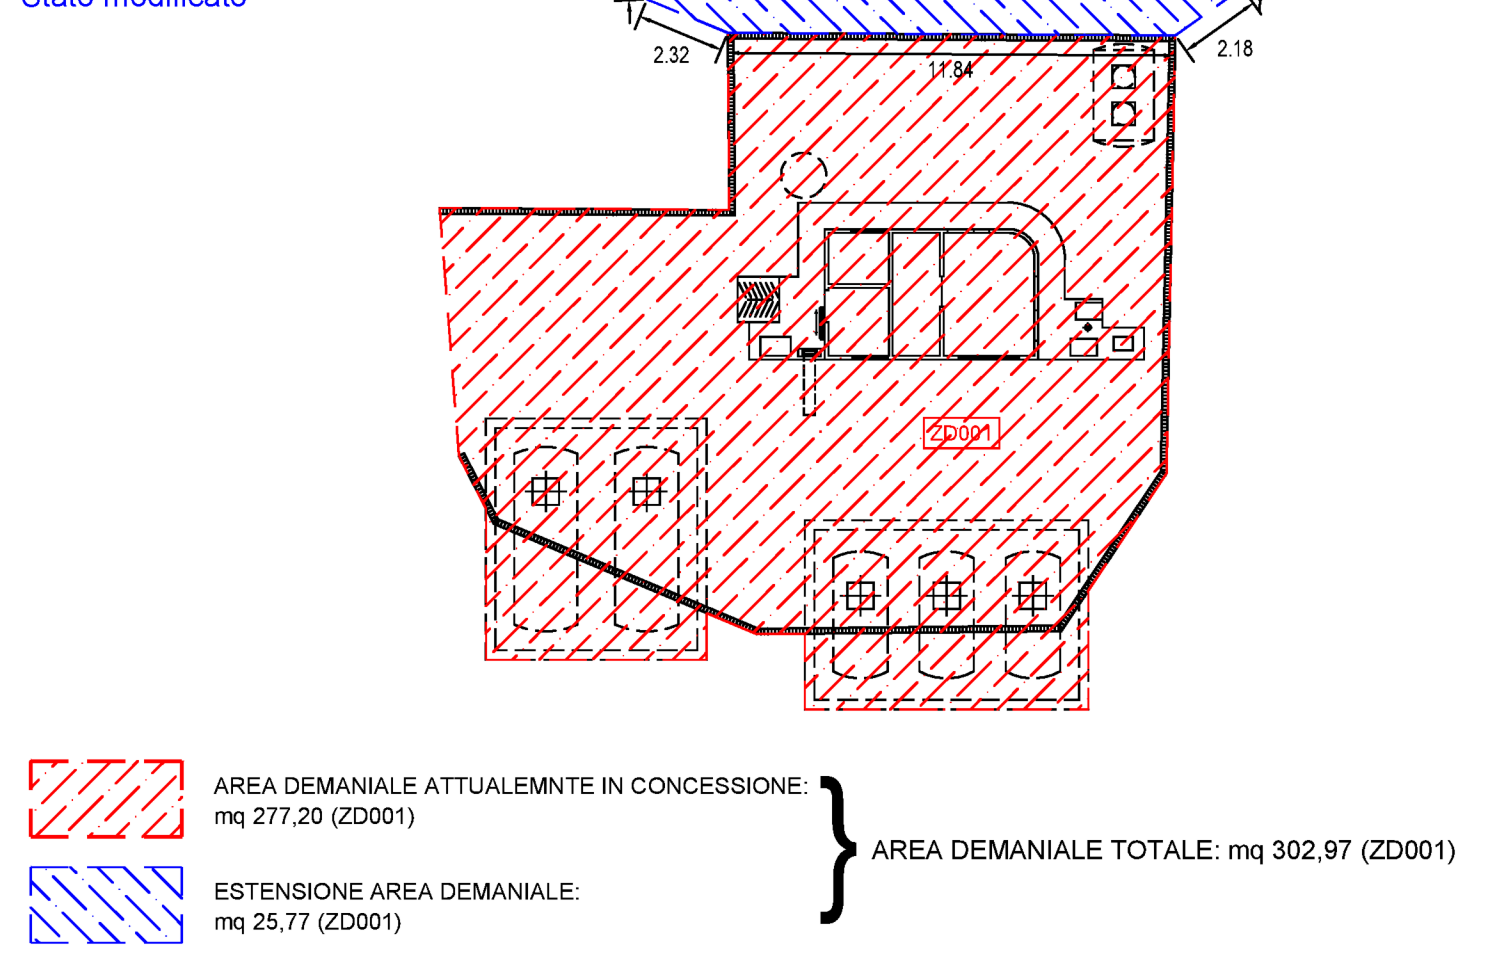 Stato modificato
2.32
2.18
11.84
ZD001
AREA DEMANIALE ATTUALEMNTE IN CONCESSIONE:
mq 277,20 (ZD001)
AREA DEMANIALE TOTALE: mq 302,97 (ZD001)
ESTENSIONE AREA DEMANIALE:
mq 25,77 (ZD001)